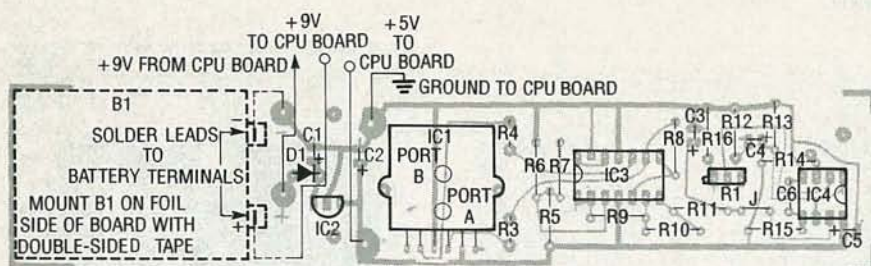 +9V
TO CPU BOARD
+5V
TO
CPU BOARD
+9V FROM CPU BOARD
GROUND TO CPU BOARD
B1
SOLDER LEADS
TO
BATTERY TERMINALS
MOUNT B1 ON FOIL
SIDE OF BOARD WITH
DOUBLE-SIDED TAPE
-
+
-
+
D1
C1
+
IC2
C2
+
IC1
PORT
B
PORT
A
R4
R3
R6
R7
R5
IC3
R9
R8
R10
R11
C3
+
R16
R12
C4
R13
R1
J
R14
C6
IC4
R15
+
C5